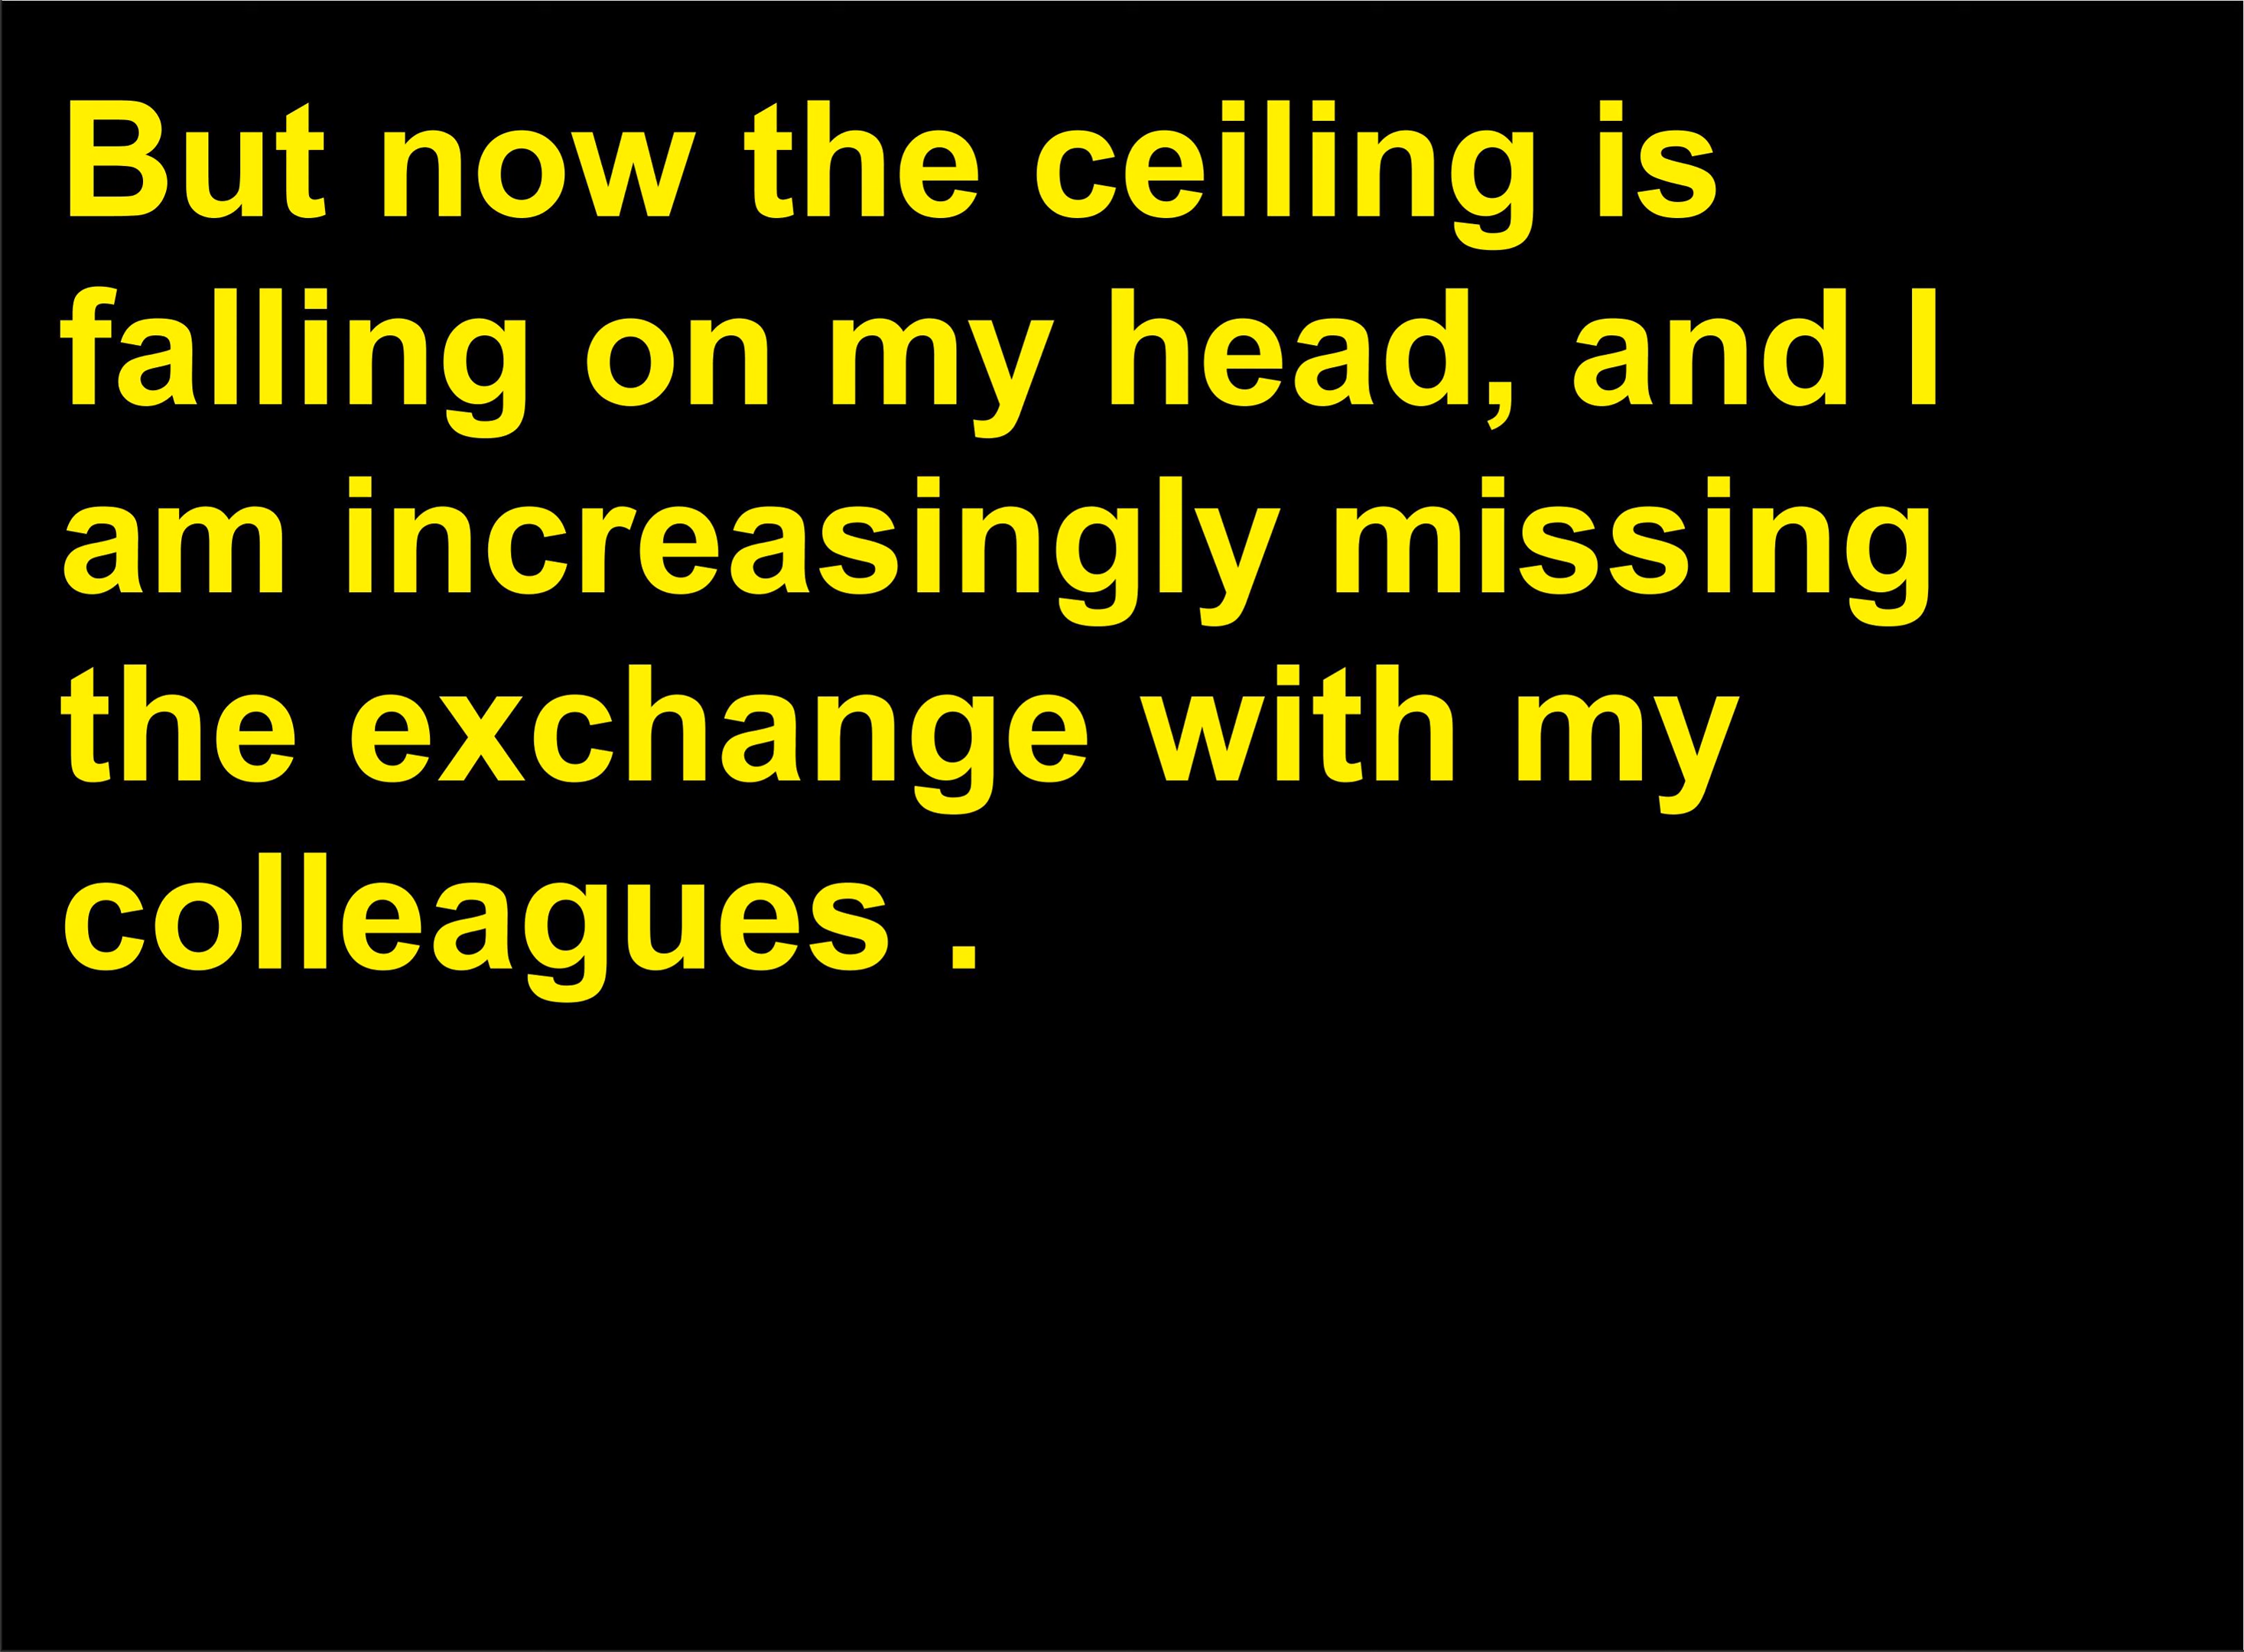 But now the ceiling is
falling on my head, and I
am increasingly missing
the exchange with my
colleagues .